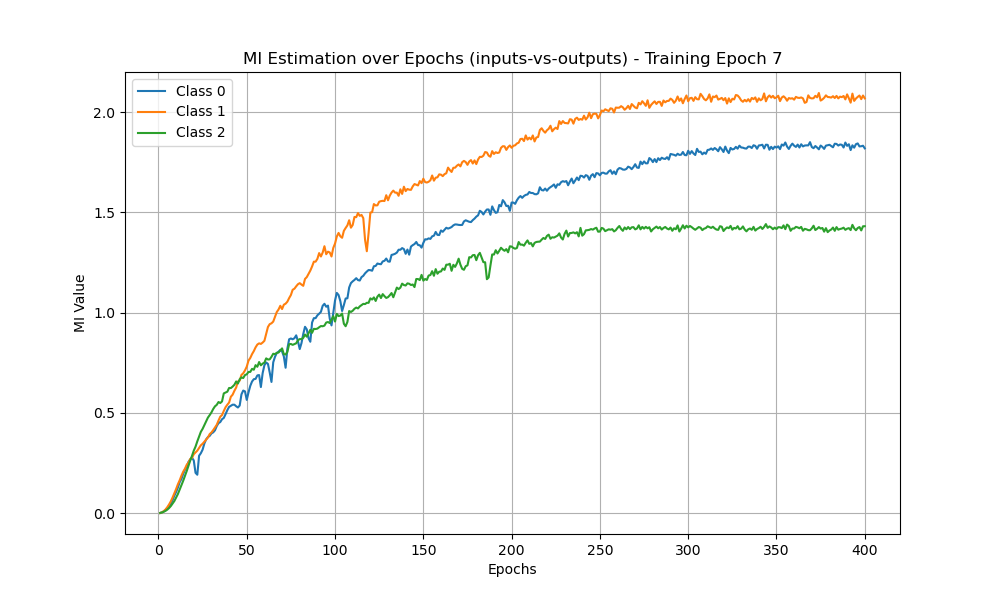 MI Estimation over Epochs (inputs-vs-outputs) - Training Epoch 7
Class 0
Class 1
Class 2
MI Value
2.0
1.5
1.0
0.5
0.0
0 50 100 150 200 250 300 350 400
Epochs